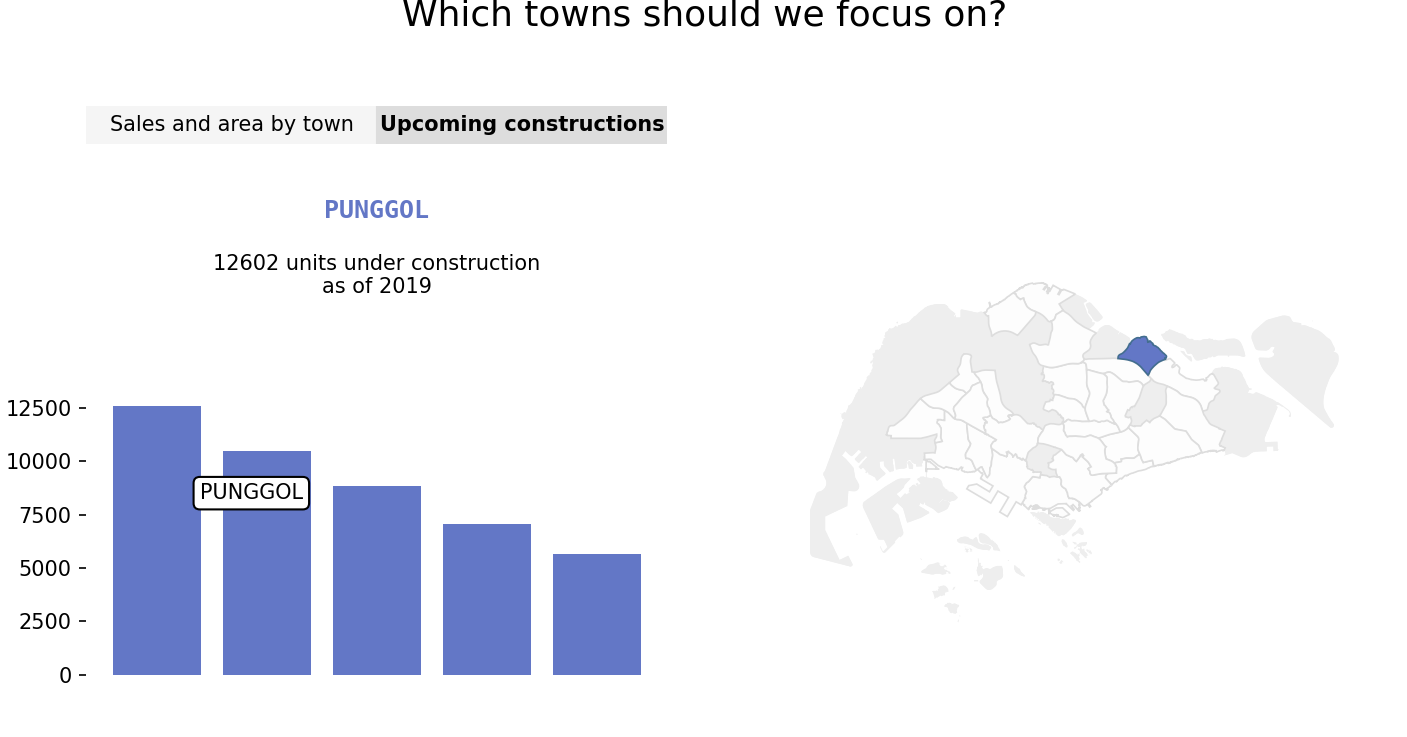 Which towns should we focus on?
Sales and area by town
Upcoming constructions
PUNGGOL
12602 units under construction
as of 2019
12500
10000
PUNGGOL
7500
5000
2500
0